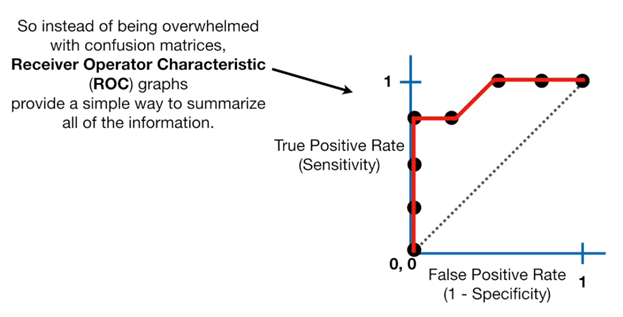 So instead of being overwhelmed
with confusion matrices,
Receiver Operator Characteristic
(ROC) graphs
provide a simple way to summarize
all of the information.
1
True Positive Rate
(Sensitivity)
0, 0
False Positive Rate
(1 - Specificity)
1